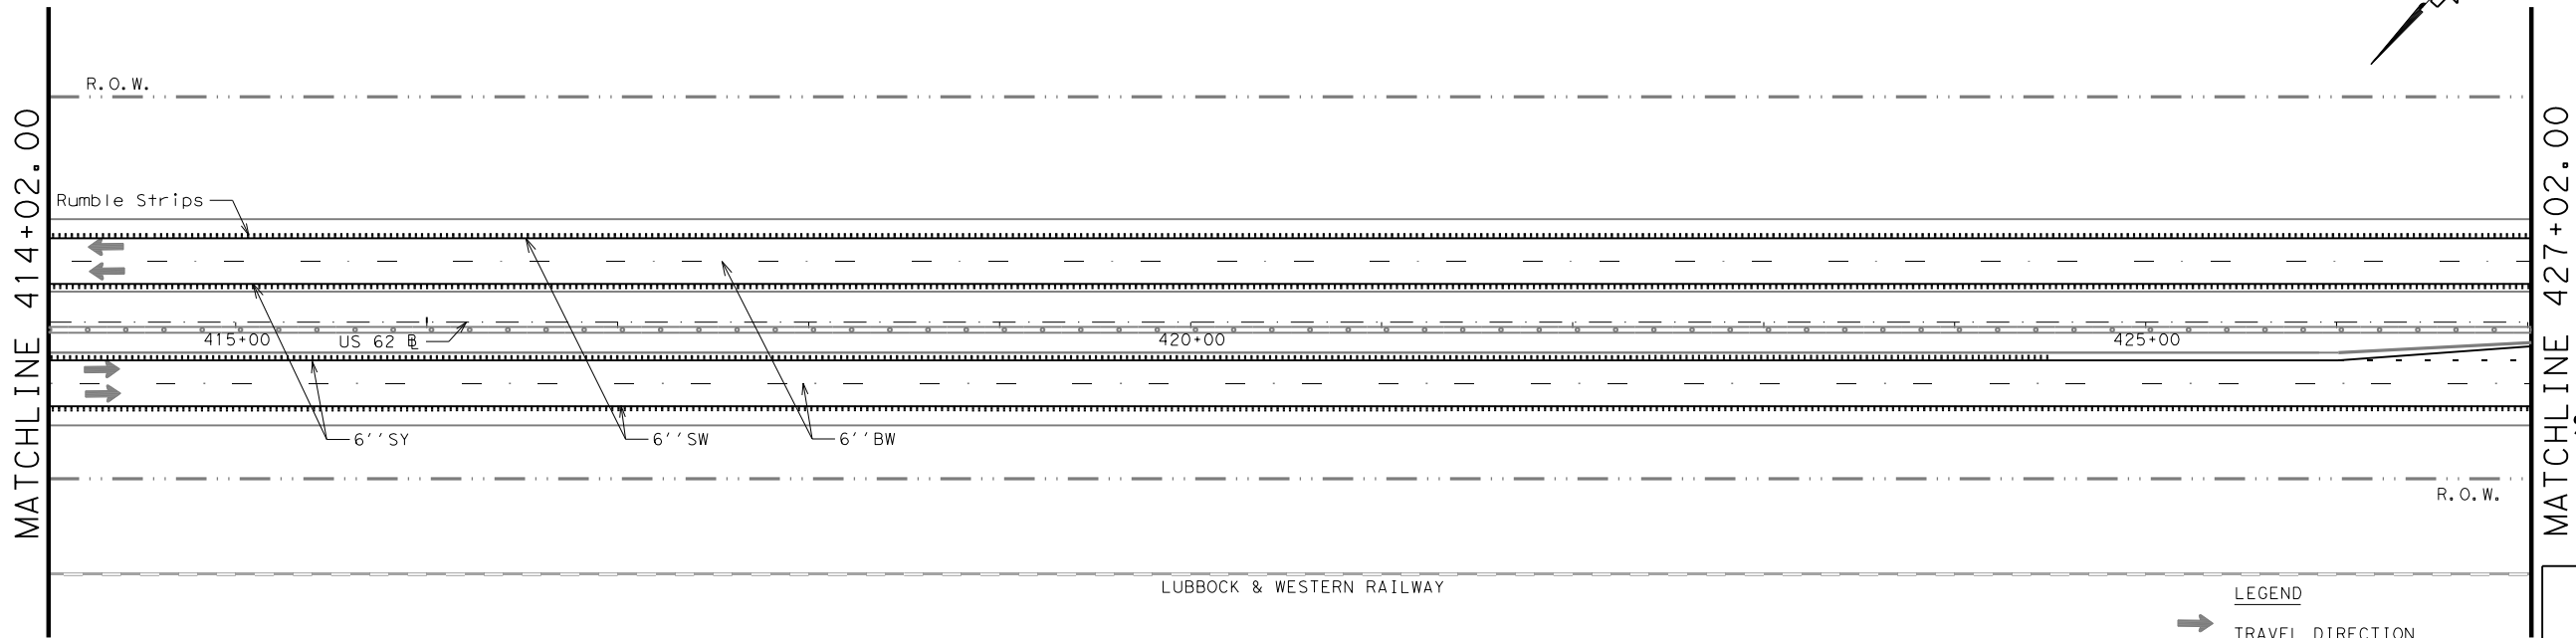 R.O.W.
MATCHLINE 414+02.00
MATCHLINE 427+02.00
Rumble Strips
415+00
US 62 BL
420+00
425+00
6''SY
6''SW
6''BW
R.O.W.
LUBBOCK & WESTERN RAILWAY
LEGEND
TRAVEL DIRECTION